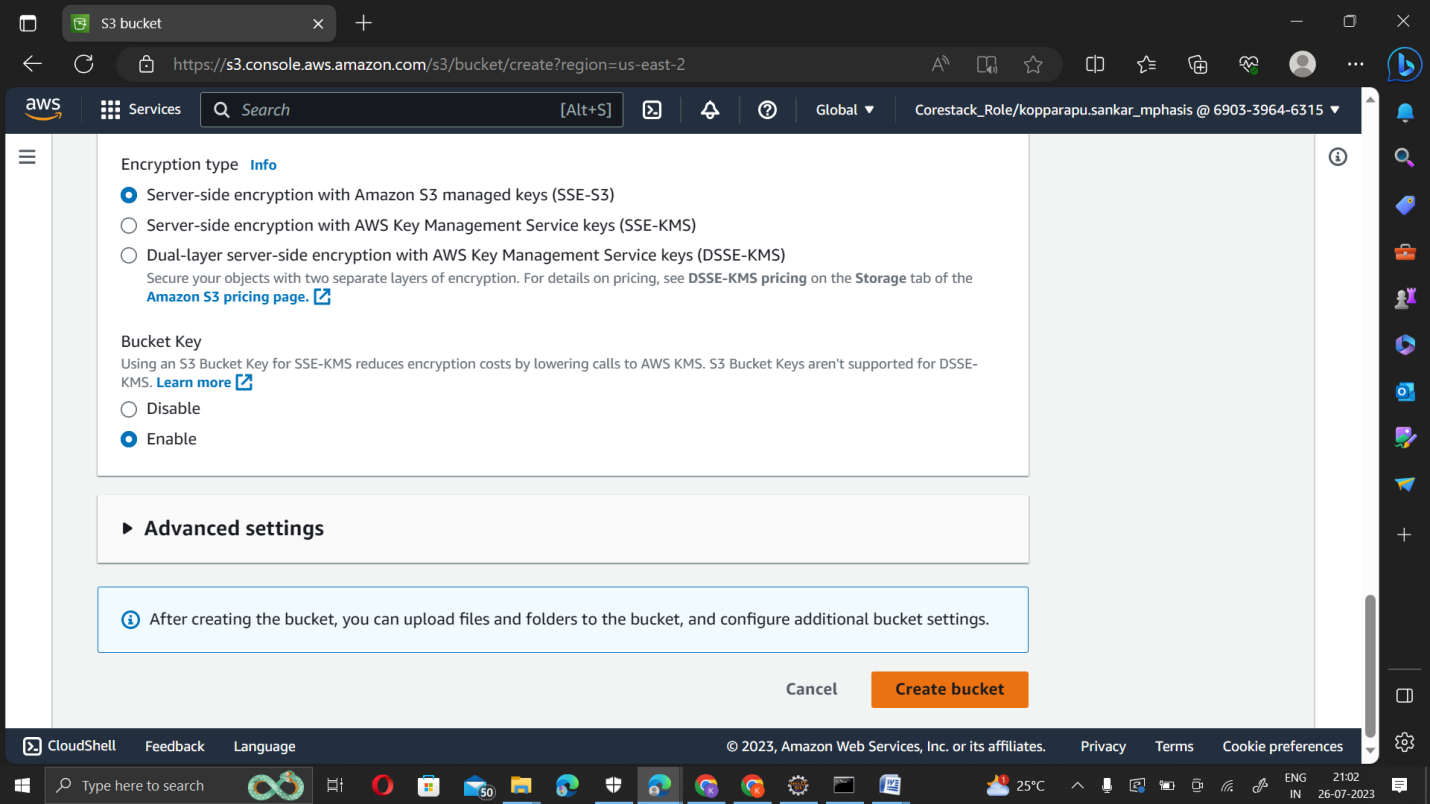 S3 bucket
https://s3.console.aws.amazon.com/s3/bucket/create?region=us-east-2
aws
Services
Search
[Alt+S]
Global
Corestack_Role/kopparapu.sankar_mphasis @ 6903-3964-6315
Encryption type Info
Server-side encryption with Amazon S3 managed keys (SSE-S3)
Server-side encryption with AWS Key Management Service keys (SSE-KMS)
Dual-layer server-side encryption with AWS Key Management Service keys (DSSE-KMS)
Secure your objects with two separate layers of encryption. For details on pricing, see DSSE-KMS pricing on the Storage tab of the
Amazon S3 pricing page.
Bucket Key
Using an S3 Bucket Key for SSE-KMS reduces encryption costs by lowering calls to AWS KMS. S3 Bucket Keys aren't supported for DSSE-
KMS. Learn more
Disable
Enable
Advanced settings
After creating the bucket, you can upload files and folders to the bucket, and configure additional bucket settings.
Cancel
Create bucket
CloudShell
Feedback
Language
© 2023, Amazon Web Services, Inc. or its affiliates.
Privacy
Terms
Cookie preferences
Type here to search
50
1
25°C
ENG
IN
21:02
26-07-2023